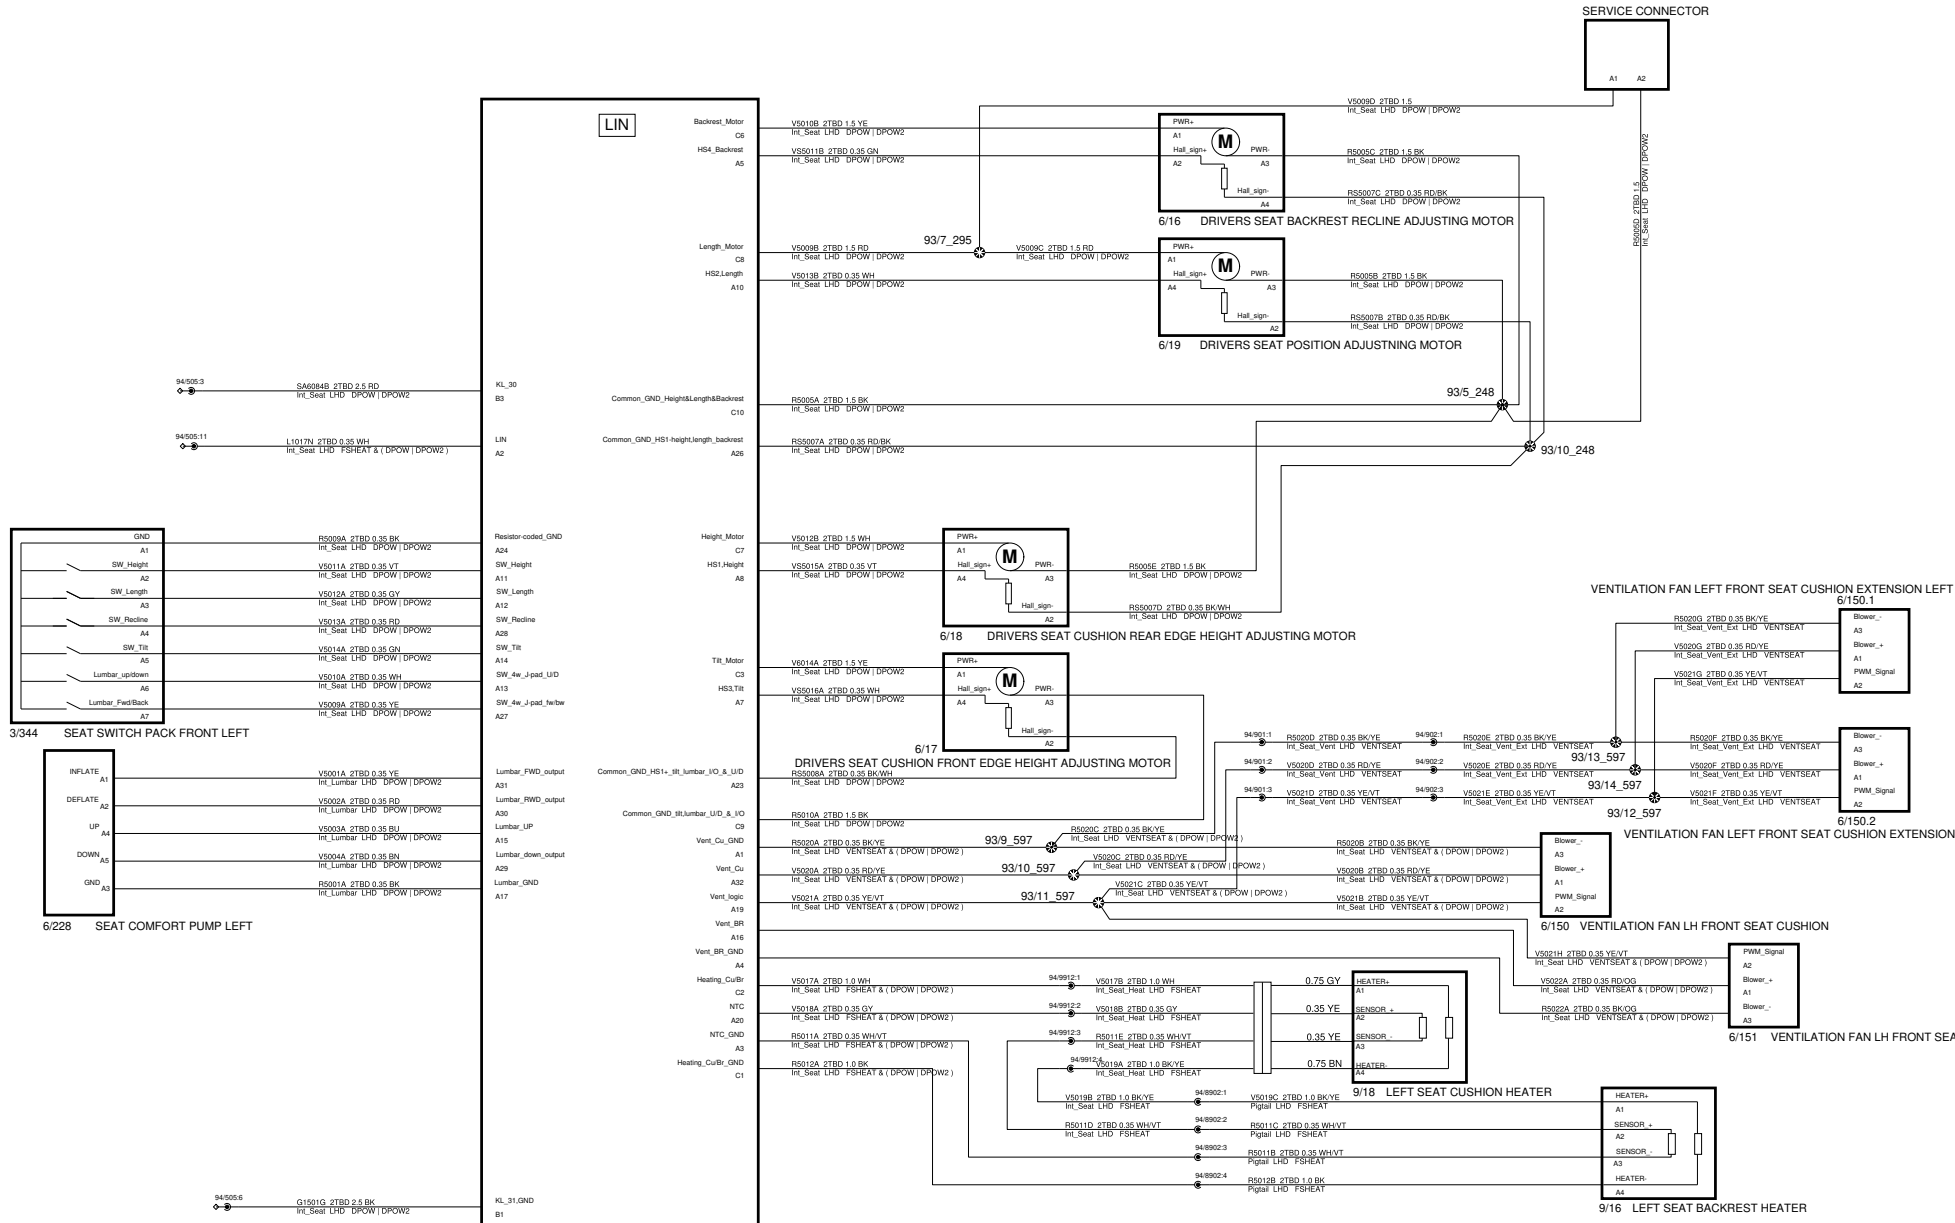 SERVICE CONNECTOR
A1 A2
V5009D 2TBD 1.5
Int_Seat LHD DPOW | DPOW2
R5005D 2TBD 1.5
Int_Seat LHD DPOW | DPOW2
LIN
Backrest_Motor
C6
V5010B 2TBD 1.5 YE
Int_Seat LHD DPOW | DPOW2
HS4_Backrest
A5
VS5011B 2TBD 0.35 GN
Int_Seat LHD DPOW | DPOW2
PWR+
A1
M
Hall_sign+
A2
PWR-
A3
Hall_sign-
A4
R5005C 2TBD 1.5 BK
Int_Seat LHD DPOW | DPOW2
RS5007C 2TBD 0.35 RD/BK
Int_Seat LHD DPOW | DPOW2
6/16 DRIVERS SEAT BACKREST RECLINE ADJUSTING MOTOR
Length_Motor
C8
V5009B 2TBD 1.5 RD
Int_Seat LHD DPOW | DPOW2
93/7_295
V5009C 2TBD 1.5 RD
Int_Seat LHD DPOW | DPOW2
HS2,Length
A10
V5013B 2TBD 0.35 WH
Int_Seat LHD DPOW | DPOW2
PWR+
A1
M
Hall_sign+
A4
PWR-
A3
Hall_sign-
A2
R5005B 2TBD 1.5 BK
Int_Seat LHD DPOW | DPOW2
RS5007B 2TBD 0.35 RD/BK
Int_Seat LHD DPOW | DPOW2
6/19 DRIVERS SEAT POSITION ADJUSTNING MOTOR
94/505:3
SA6084B 2TBD 2.5 RD
Int_Seat LHD DPOW | DPOW2
KL_30
B3
Common_GND_Height&Length&Backrest
C10
R5005A 2TBD 1.5 BK
Int_Seat LHD DPOW | DPOW2
93/5_248
94/505:11
L1017N 2TBD 0.35 WH
Int_Seat LHD FSHEAT & ( DPOW | DPOW2 )
LIN
A2
Common_GND_HS1-height,length_backrest
A26
RS5007A 2TBD 0.35 RD/BK
Int_Seat LHD DPOW | DPOW2
93/10_248
GND
A1
R5009A 2TBD 0.35 BK
Int_Seat LHD DPOW | DPOW2
Resistor-coded_GND
A24
SW_Height
A2
V5011A 2TBD 0.35 VT
Int_Seat LHD DPOW | DPOW2
SW_Height
A11
SW_Length
A3
V5012A 2TBD 0.35 GY
Int_Seat LHD DPOW | DPOW2
SW_Length
A12
SW_Recline
A4
V5013A 2TBD 0.35 RD
Int_Seat LHD DPOW | DPOW2
SW_Recline
A28
SW_Tilt
A5
V5014A 2TBD 0.35 GN
Int_Seat LHD DPOW | DPOW2
SW_Tilt
A14
Lumbar_up/down
A6
V5010A 2TBD 0.35 WH
Int_Seat LHD DPOW | DPOW2
SW_4w_J-pad_U/D
A13
Lumbar_Fwd/Back
A7
V5009A 2TBD 0.35 YE
Int_Seat LHD DPOW | DPOW2
SW_4w_J-pad_fw/bw
A27
3/344 SEAT SWITCH PACK FRONT LEFT
Height_Motor
C7
V5012B 2TBD 1.5 WH
Int_Seat LHD DPOW | DPOW2
HS1,Height
A8
VS5015A 2TBD 0.35 VT
Int_Seat LHD DPOW | DPOW2
PWR+
A1
M
Hall_sign+
A4
PWR-
A3
Hall_sign-
A2
R5005E 2TBD 1.5 BK
Int_Seat LHD DPOW | DPOW2
RS5007D 2TBD 0.35 BK/WH
Int_Seat LHD DPOW | DPOW2
6/18 DRIVERS SEAT CUSHION REAR EDGE HEIGHT ADJUSTING MOTOR
Tilt_Motor
C3
V6014A 2TBD 1.5 YE
Int_Seat LHD DPOW | DPOW2
HS3,Tilt
A7
VS5016A 2TBD 0.35 WH
Int_Seat LHD DPOW | DPOW2
PWR+
A1
M
Hall_sign+
A4
PWR-
A3
Hall_sign-
A2
6/17
DRIVERS SEAT CUSHION FRONT EDGE HEIGHT ADJUSTING MOTOR
VENTILATION FAN LEFT FRONT SEAT CUSHION EXTENSION LEFT
6/150.1
R5020G 2TBD 0.35 BK/YE
Int_Seat_Vent_Ext LHD VENTSEAT
Blower_-
A3
V5020G 2TBD 0.35 RD/YE
Int_Seat_Vent_Ext LHD VENTSEAT
Blower_+
A1
V5021G 2TBD 0.35 YE/VT
Int_Seat_Vent_Ext LHD VENTSEAT
PWM_Signal
A2
94/901:1
R5020D 2TBD 0.35 BK/YE
Int_Seat_Vent LHD VENTSEAT
94/902:1
R5020E 2TBD 0.35 BK/YE
Int_Seat_Vent_Ext LHD VENTSEAT
93/13_597
R5020F 2TBD 0.35 BK/YE
Int_Seat_Vent_Ext LHD VENTSEAT
Blower_-
A3
94/901:2
V5020D 2TBD 0.35 RD/YE
Int_Seat_Vent LHD VENTSEAT
94/902:2
V5020E 2TBD 0.35 RD/YE
Int_Seat_Vent_Ext LHD VENTSEAT
93/14_597
V5020F 2TBD 0.35 RD/YE
Int_Seat_Vent_Ext LHD VENTSEAT
Blower_+
A1
94/901:3
V5021D 2TBD 0.35 YE/VT
Int_Seat_Vent LHD VENTSEAT
94/902:3
V5021E 2TBD 0.35 YE/VT
Int_Seat_Vent_Ext LHD VENTSEAT
93/12_597
V5021F 2TBD 0.35 YE/VT
Int_Seat_Vent_Ext LHD VENTSEAT
PWM_Signal
A2
6/150.2
VENTILATION FAN LEFT FRONT SEAT CUSHION EXTENSION
INFLATE
A1
V5001A 2TBD 0.35 YE
Int_Lumbar LHD DPOW | DPOW2
Lumbar_FWD_output
A31
DEFLATE
A2
V5002A 2TBD 0.35 RD
Int_Lumbar LHD DPOW | DPOW2
Lumbar_RWD_output
A30
UP
A4
V5003A 2TBD 0.35 BU
Int_Lumbar LHD DPOW | DPOW2
Lumbar_UP
A15
DOWN
A5
V5004A 2TBD 0.35 BN
Int_Lumbar LHD DPOW | DPOW2
Lumbar_down_output
A29
GND
A3
R5001A 2TBD 0.35 BK
Int_Lumbar LHD DPOW | DPOW2
Lumbar_GND
A17
6/228 SEAT COMFORT PUMP LEFT
Common_GND_HS1+_tilt_lumbar_I/O_&_U/D
A23
RS5008A 2TBD 0.35 BK/WH
Int_Seat LHD DPOW | DPOW2
Common_GND_tilt,lumbar_U/D_&_I/O
C9
R5010A 2TBD 1.5 BK
Int_Seat LHD DPOW | DPOW2
Vent_Cu_GND
A1
R5020A 2TBD 0.35 BK/YE
Int_Seat LHD VENTSEAT & ( DPOW | DPOW2 )
93/9_597
R5020C 2TBD 0.35 BK/YE
Int_Seat LHD VENTSEAT & ( DPOW | DPOW2 )
R5020B 2TBD 0.35 BK/YE
Int_Seat LHD VENTSEAT & ( DPOW | DPOW2 )
Blower_-
A3
Vent_Cu
A32
V5020A 2TBD 0.35 RD/YE
Int_Seat LHD VENTSEAT & ( DPOW | DPOW2 )
93/10_597
V5020C 2TBD 0.35 RD/YE
Int_Seat LHD VENTSEAT & ( DPOW | DPOW2 )
V5020B 2TBD 0.35 RD/YE
Int_Seat LHD VENTSEAT & ( DPOW | DPOW2 )
Blower_+
A1
Vent_logic
A19
V5021A 2TBD 0.35 YE/VT
Int_Seat LHD VENTSEAT & ( DPOW | DPOW2 )
93/11_597
V5021C 2TBD 0.35 YE/VT
Int_Seat LHD VENTSEAT & ( DPOW | DPOW2 )
V5021B 2TBD 0.35 YE/VT
Int_Seat LHD VENTSEAT & ( DPOW | DPOW2 )
PWM_Signal
A2
6/150 VENTILATION FAN LH FRONT SEAT CUSHION
Vent_BR
A16
Vent_BR_GND
A4
V5021H 2TBD 0.35 YE/VT
Int_Seat LHD VENTSEAT & ( DPOW | DPOW2 )
PWM_Signal
A2
V5022A 2TBD 0.35 RD/OG
Int_Seat LHD VENTSEAT & ( DPOW | DPOW2 )
Blower_+
A1
R5022A 2TBD 0.35 BK/OG
Int_Seat LHD VENTSEAT & ( DPOW | DPOW2 )
Blower_-
A3
6/151 VENTILATION FAN LH FRONT SEA
Heating_Cu/Br
C2
V5017A 2TBD 1.0 WH
Int_Seat LHD FSHEAT & ( DPOW | DPOW2 )
94/9912:1
V5017B 2TBD 1.0 WH
Int_Seat_Heat LHD FSHEAT
0.75 GY
HEATER+
A1
NTC
A20
V5018A 2TBD 0.35 GY
Int_Seat LHD FSHEAT & ( DPOW | DPOW2 )
94/9912:2
V5018B 2TBD 0.35 GY
Int_Seat_Heat LHD FSHEAT
0.35 YE
SENSOR_+
A2
NTC_GND
A3
R5011A 2TBD 0.35 WH/VT
Int_Seat LHD FSHEAT & ( DPOW | DPOW2 )
94/9912:3
R5011E 2TBD 0.35 WH/VT
Int_Seat_Heat LHD FSHEAT
0.35 YE
SENSOR_-
A3
Heating_Cu/Br_GND
C1
R5012A 2TBD 1.0 BK
Int_Seat LHD FSHEAT & ( DPOW | DPOW2 )
94/9912:4
V5019A 2TBD 1.0 BK/YE
Int_Seat_Heat LHD FSHEAT
0.75 BN
HEATER-
A4
9/18 LEFT SEAT CUSHION HEATER
V5019B 2TBD 1.0 BK/YE
Int_Seat LHD FSHEAT
94/8902:1
V5019C 2TBD 1.0 BK/YE
Pigtail LHD FSHEAT
HEATER+
A1
R5011D 2TBD 0.35 WH/VT
Int_Seat LHD FSHEAT
94/8902:2
R5011C 2TBD 0.35 WH/VT
Pigtail LHD FSHEAT
SENSOR_+
A2
94/8902:3
R5011B 2TBD 0.35 WH/VT
Pigtail LHD FSHEAT
SENSOR_-
A3
94/8902:4
R5012B 2TBD 1.0 BK
Pigtail LHD FSHEAT
HEATER-
A4
9/16 LEFT SEAT BACKREST HEATER
94/505:6
G1501G 2TBD 2.5 BK
Int_Seat LHD DPOW | DPOW2
KL_31,GND
B1